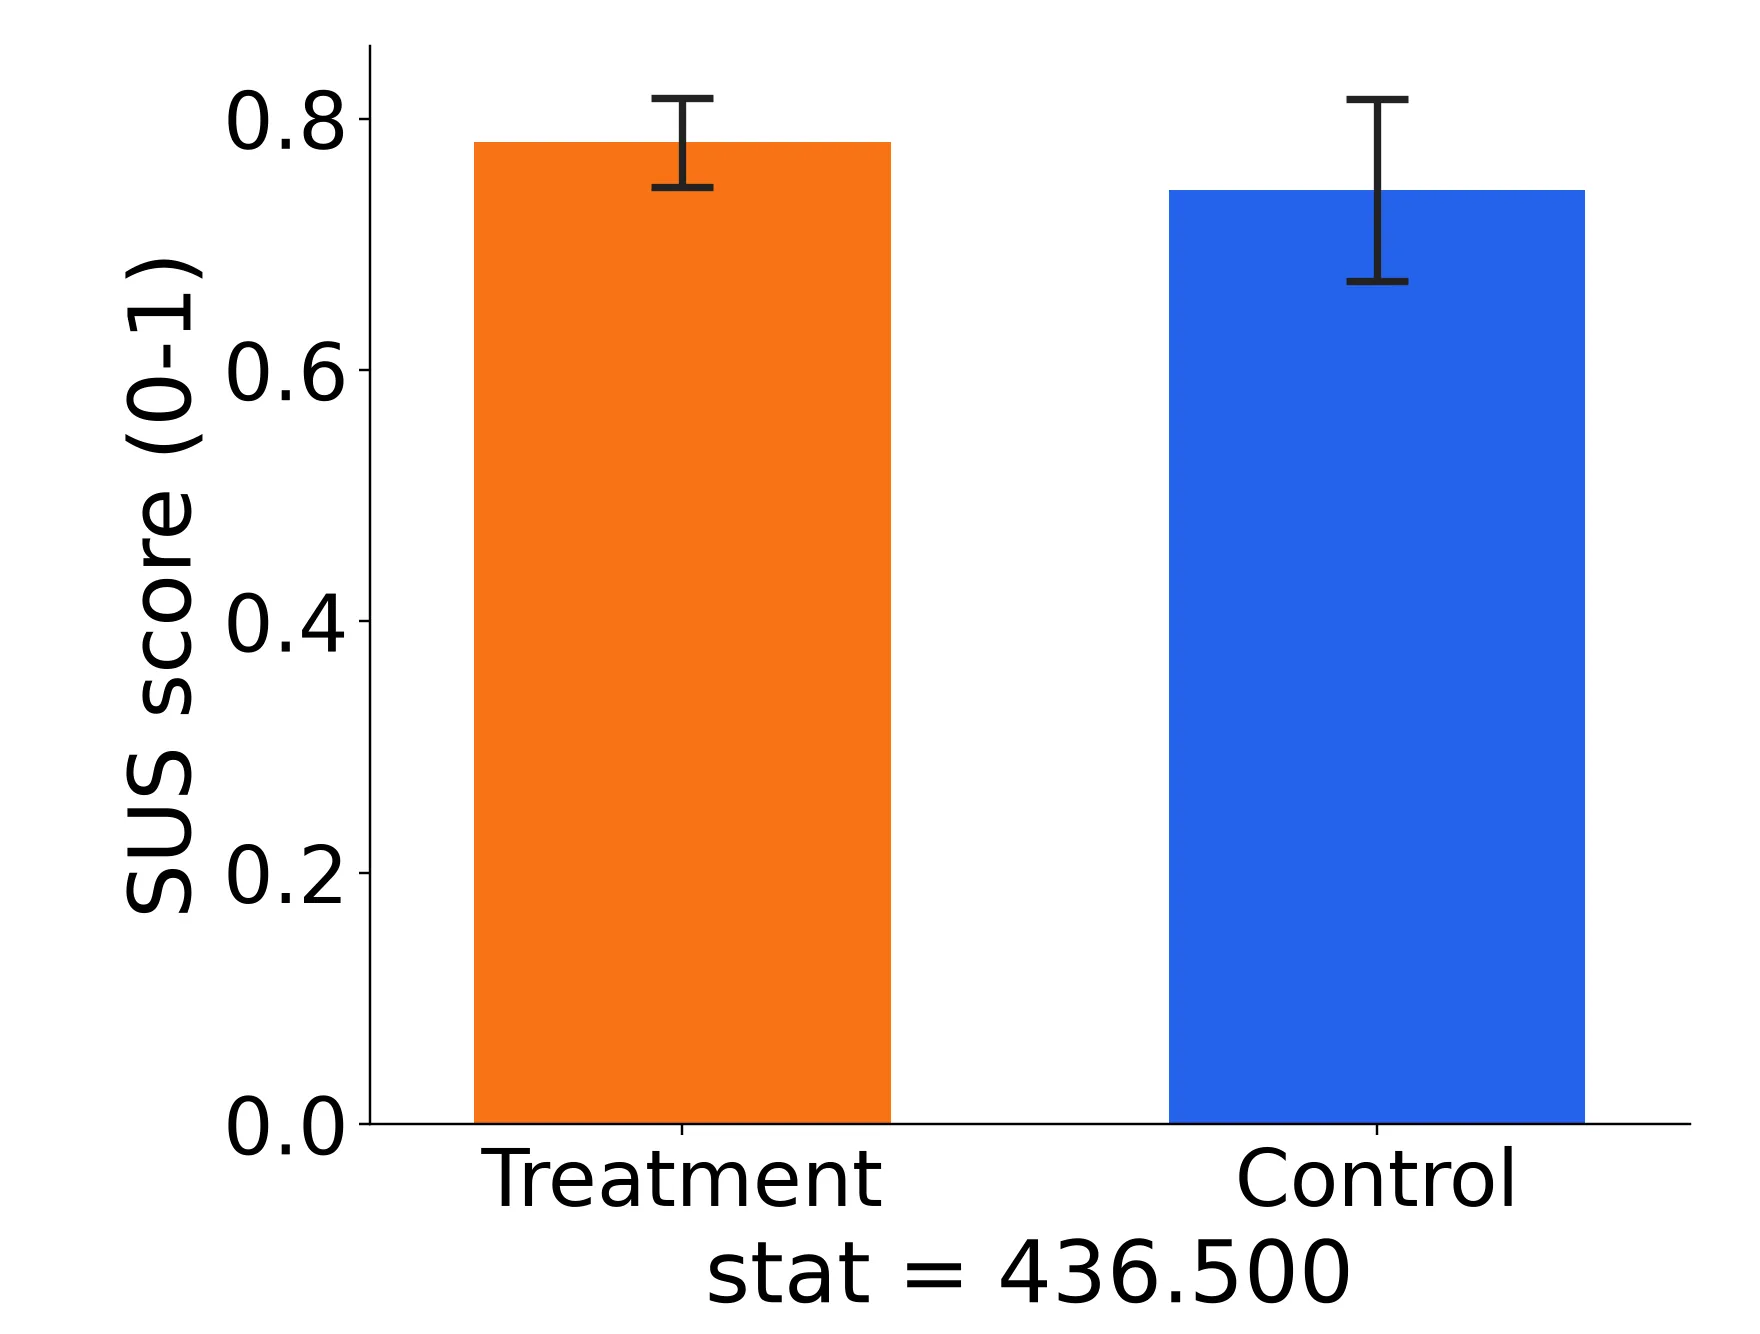 SUS score (0-1)
0.8
0.6
0.4
0.2
0.0
Treatment Control
stat = 436.500